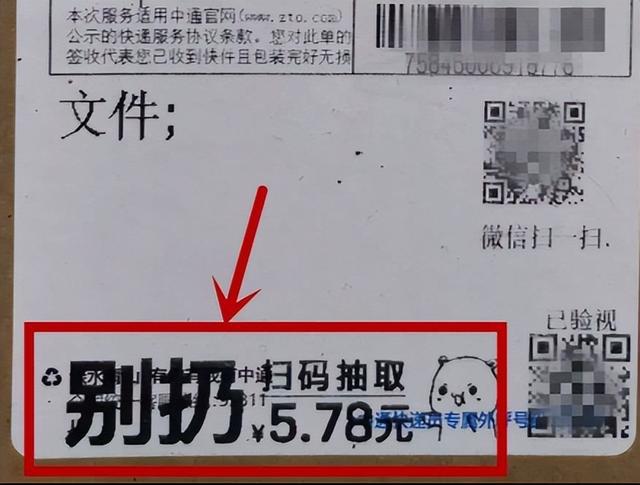 本次服务适用中通官网(www.zto.com)
公示的快递服务协议条款。您对此单的
签收代表您已收到快件且包装完好无损
文件;
微信扫一扫.
已验视
别扔
扫码抽取
¥5.78元